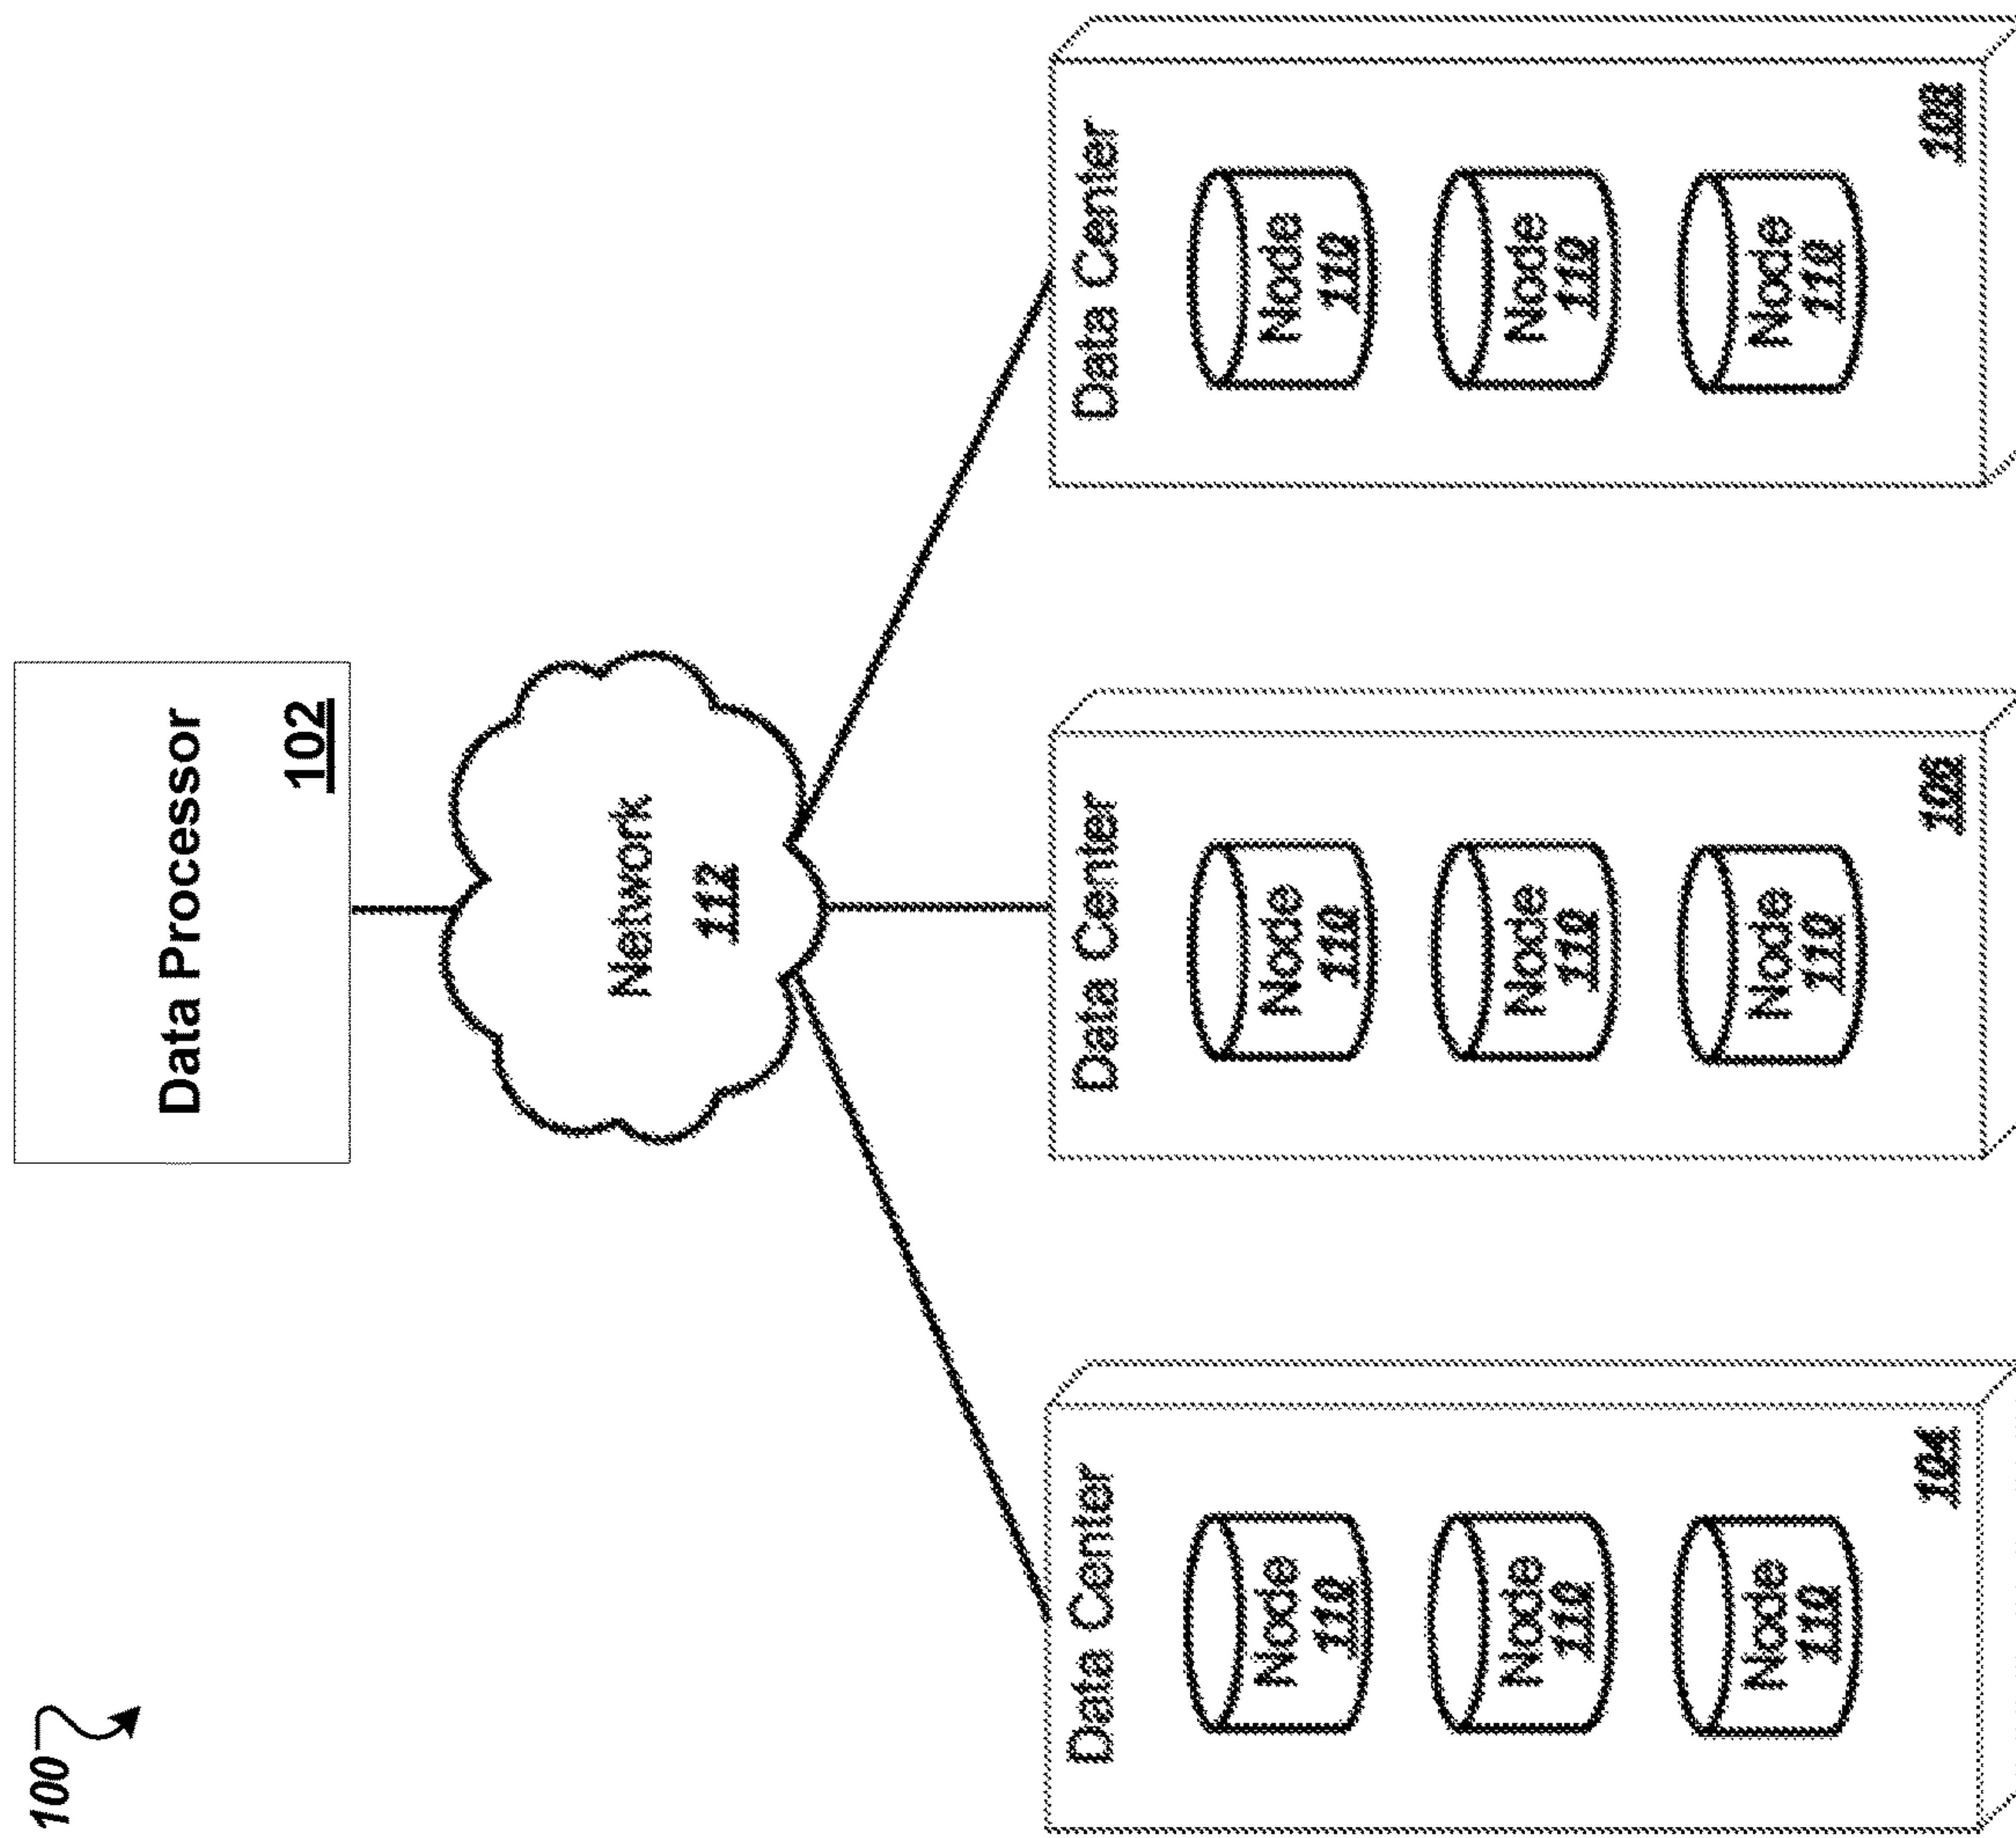 100
Data Processor
102
Network
112
Data Center
Node
110
Node
110
Node
110
104
Data Center
Node
110
Node
110
Node
110
106
Data Center
Node
110
Node
110
Node
110
108